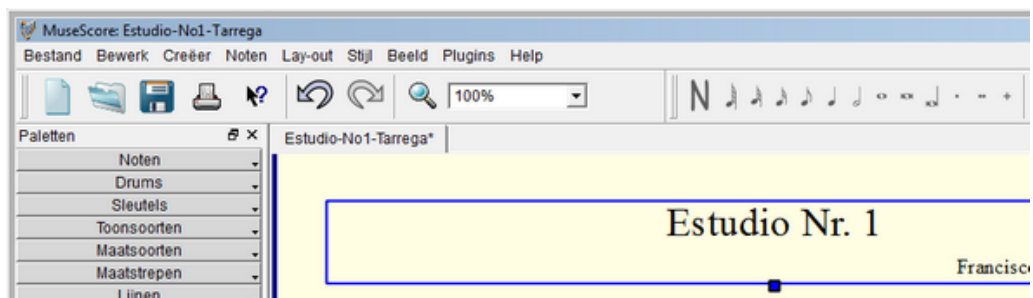 MuseScore: Estudio-No1-Tarrega
Bestand Bewerk Creëer Noten Lay-out Stijl Beeld Plugins Help
100%
N
Paletten
Estudio-No1-Tarrega*
Noten
Drums
Sleutels
Toonsoorten
Maatsoorten
Maatstrepen
Lijnen
Estudio Nr. 1
Francisco